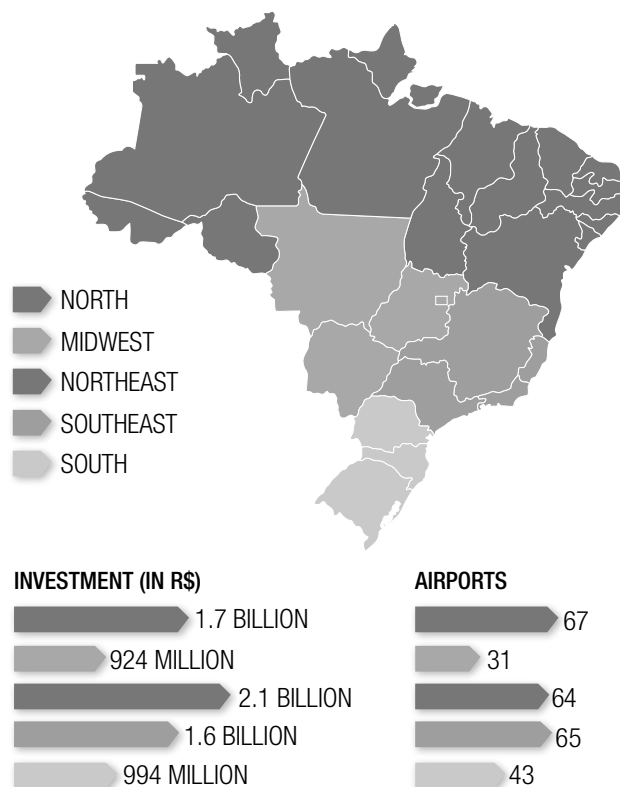 NORTH
MIDWEST
NORTHEAST
SOUTHEAST
SOUTH
INVESTMENT (IN R$)
1.7 BILLION
924 MILLION
2.1 BILLION
1.6 BILLION
994 MILLION
AIRPORTS
67
31
64
65
43